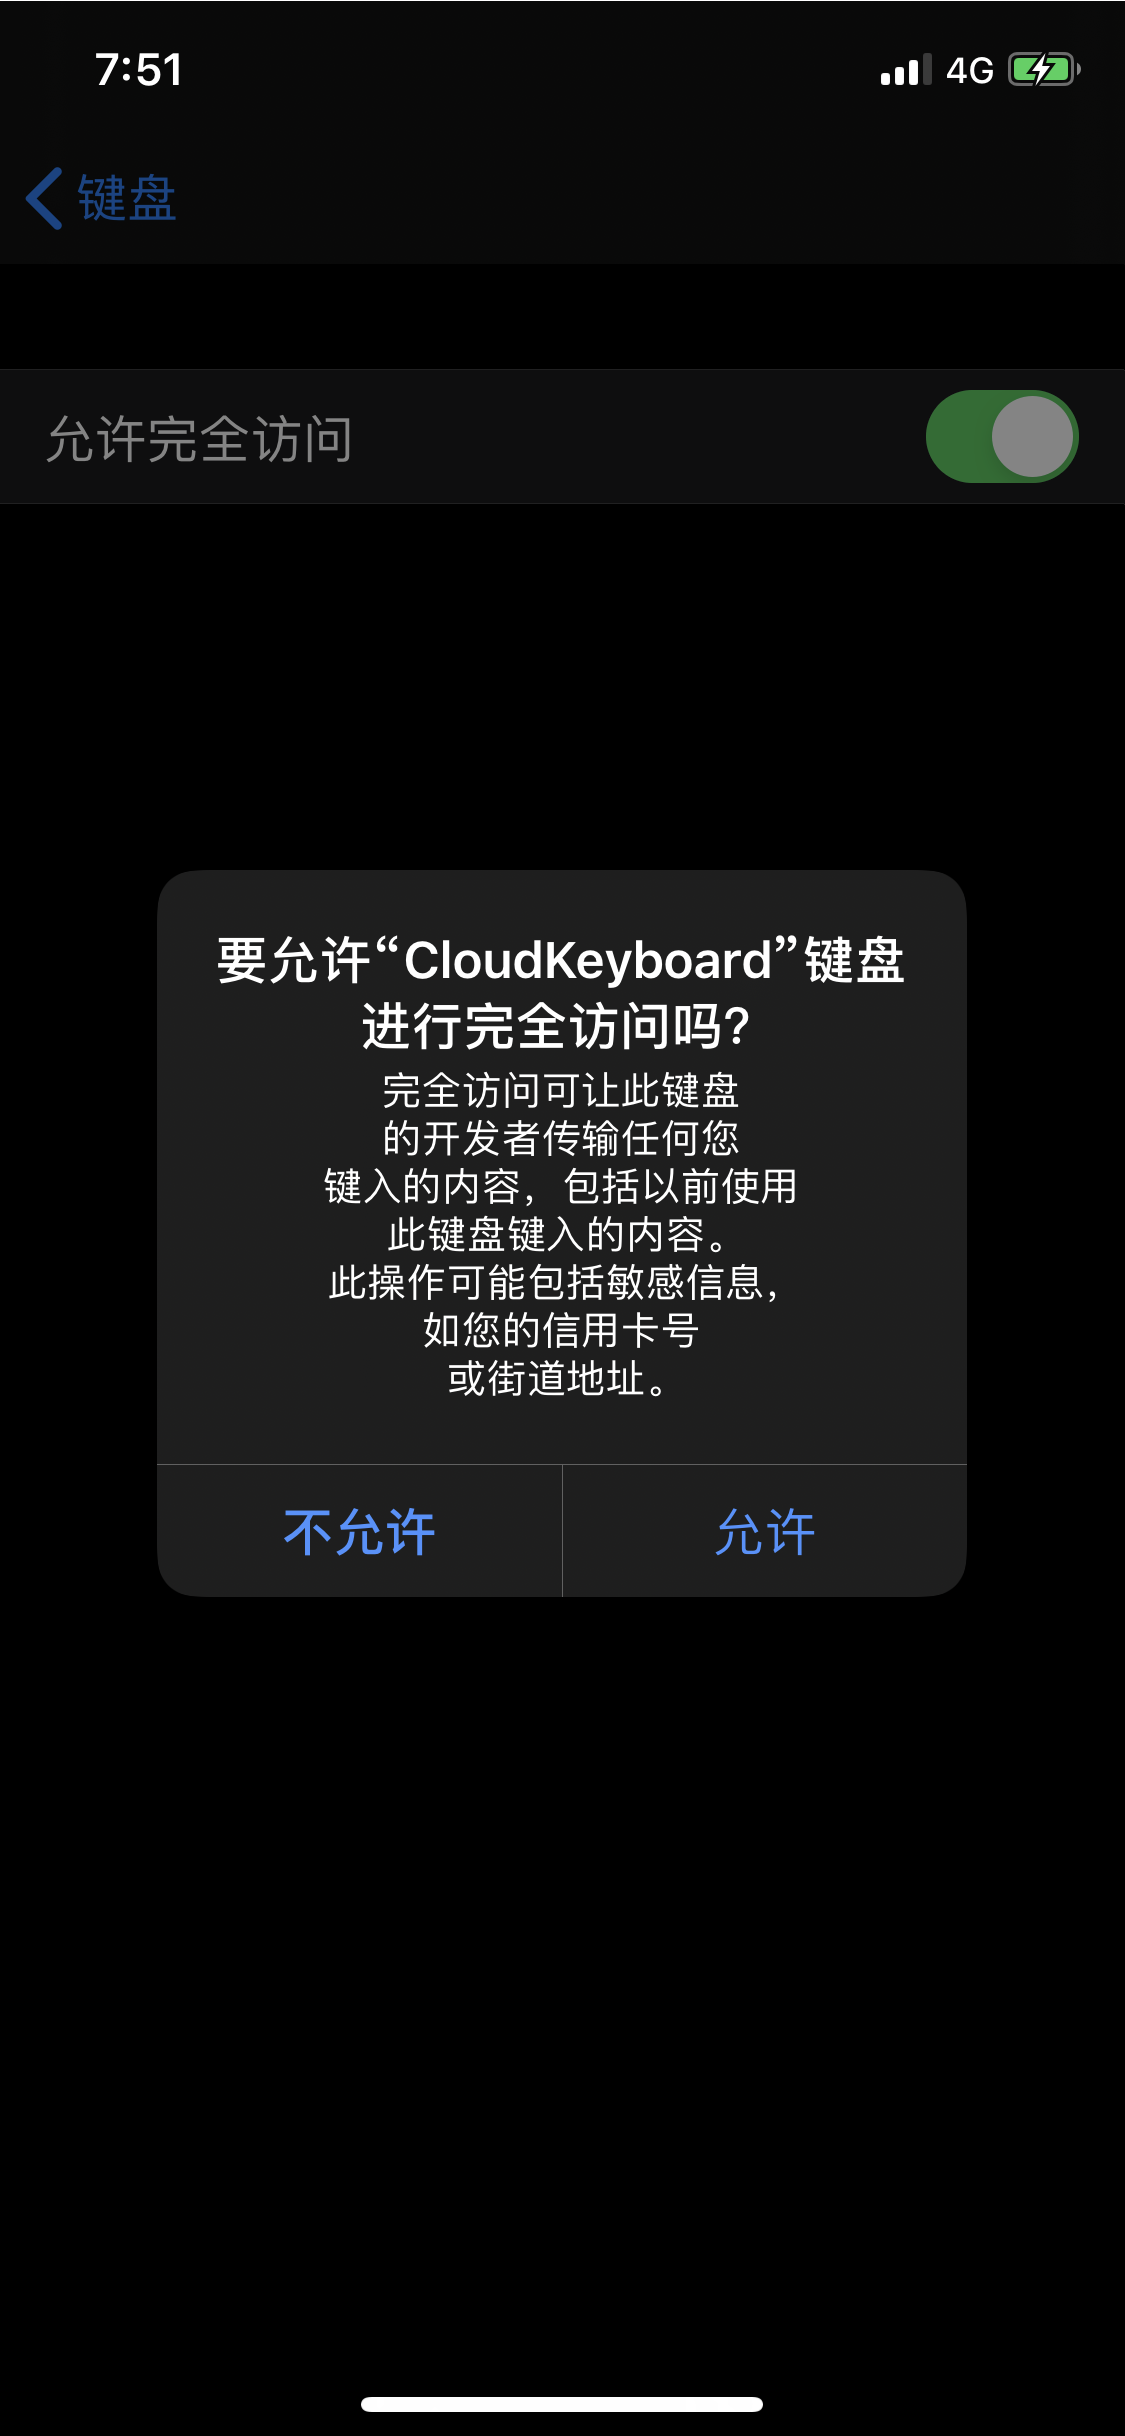 7:51
4G
键盘
允许完全访问
要允许“CloudKeyboard”键盘
进行完全访问吗?
完全访问可让此键盘
的开发者传输任何您
键入的内容，包括以前使用
此键盘键入的内容。
此操作可能包括敏感信息，
如您的信用卡号
或街道地址。
不允许
允许